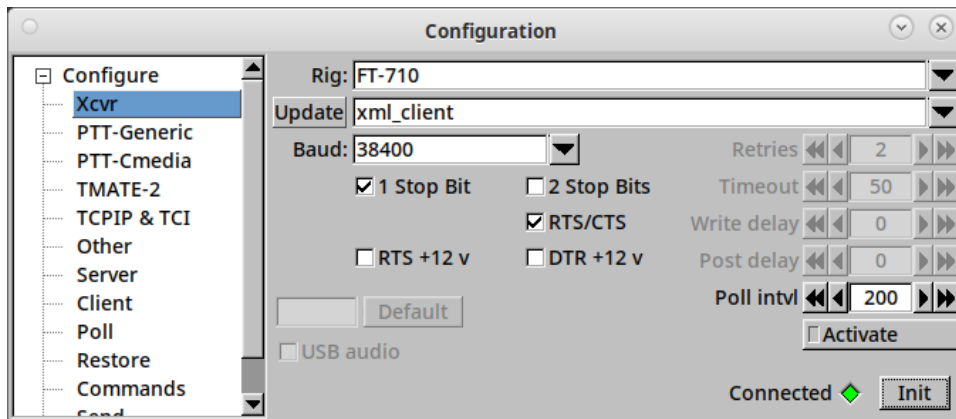 Configuration
Configure
Xcvr
PTT-Generic
PTT-Cmedia
TMATE-2
TCPIP & TCI
Other
Server
Client
Poll
Restore
Commands
Send
Rig: FT-710
Update xml_client
Baud: 38400
Retries 2
1 Stop Bit 2 Stop Bits Timeout 50
RTS/CTS Write delay 0
RTS +12 v DTR +12 v Post delay 0
Poll intvl 200
Default
Activate
USB audio
Connected Init